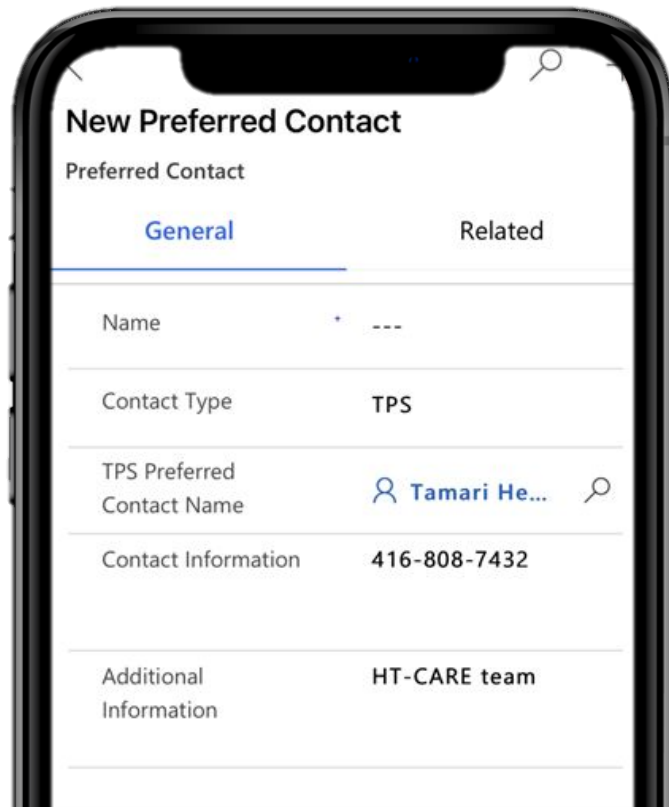 New Preferred Contact
Preferred Contact
General Related
Name * ---
Contact Type TPS
TPS Preferred
Contact Name
Tamari He...
Contact Information 416-808-7432
Additional
Information
HT-CARE team